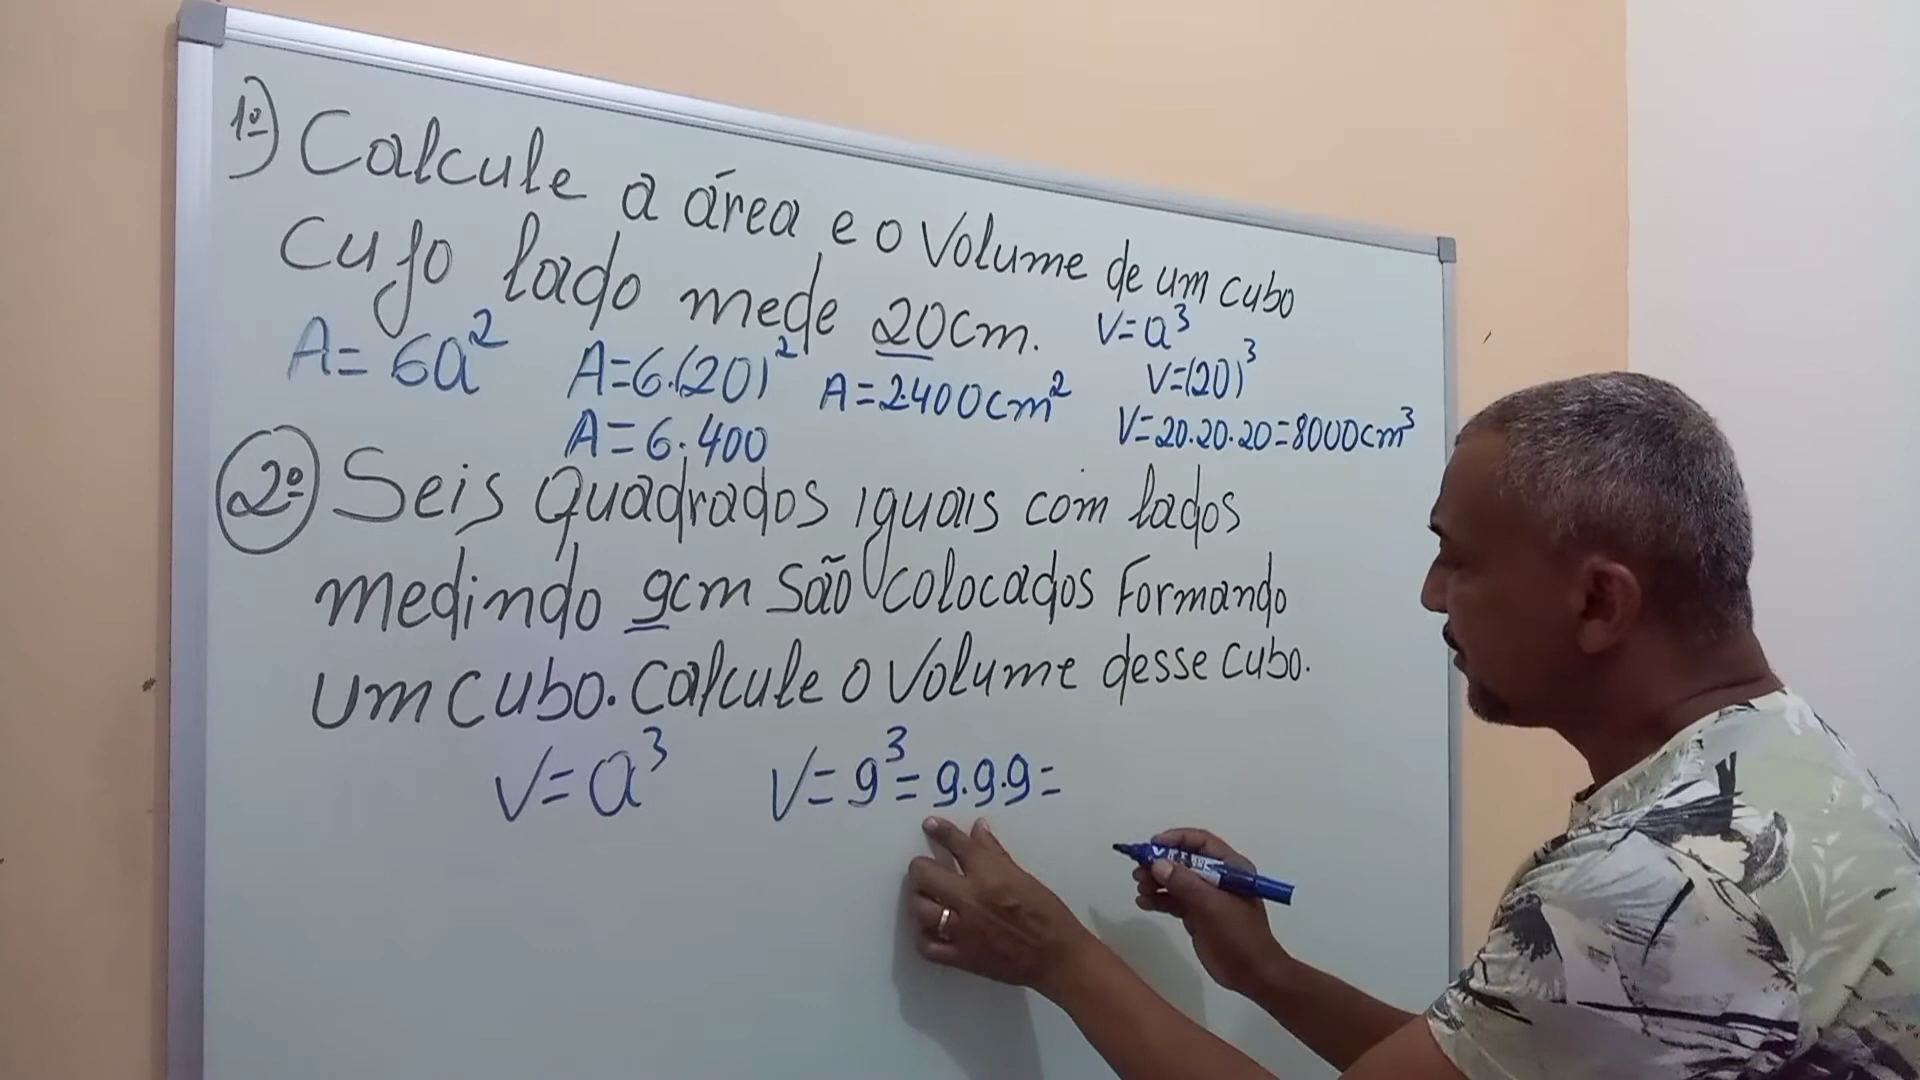 1º) Calcule a área e o Volume de um cubo
Cujo lado mede 20cm.
V=a³
A=6a² A=6.(20)² A=2.400cm² V=(20)³
A=6.400 V=20.20.20=8000cm³
2º) Seis quadrados iguais com lados
medindo 9cm São colocados Formando
um cubo. Calcule o Volume desse cubo.
V=a³ V=9³=9.9.9=